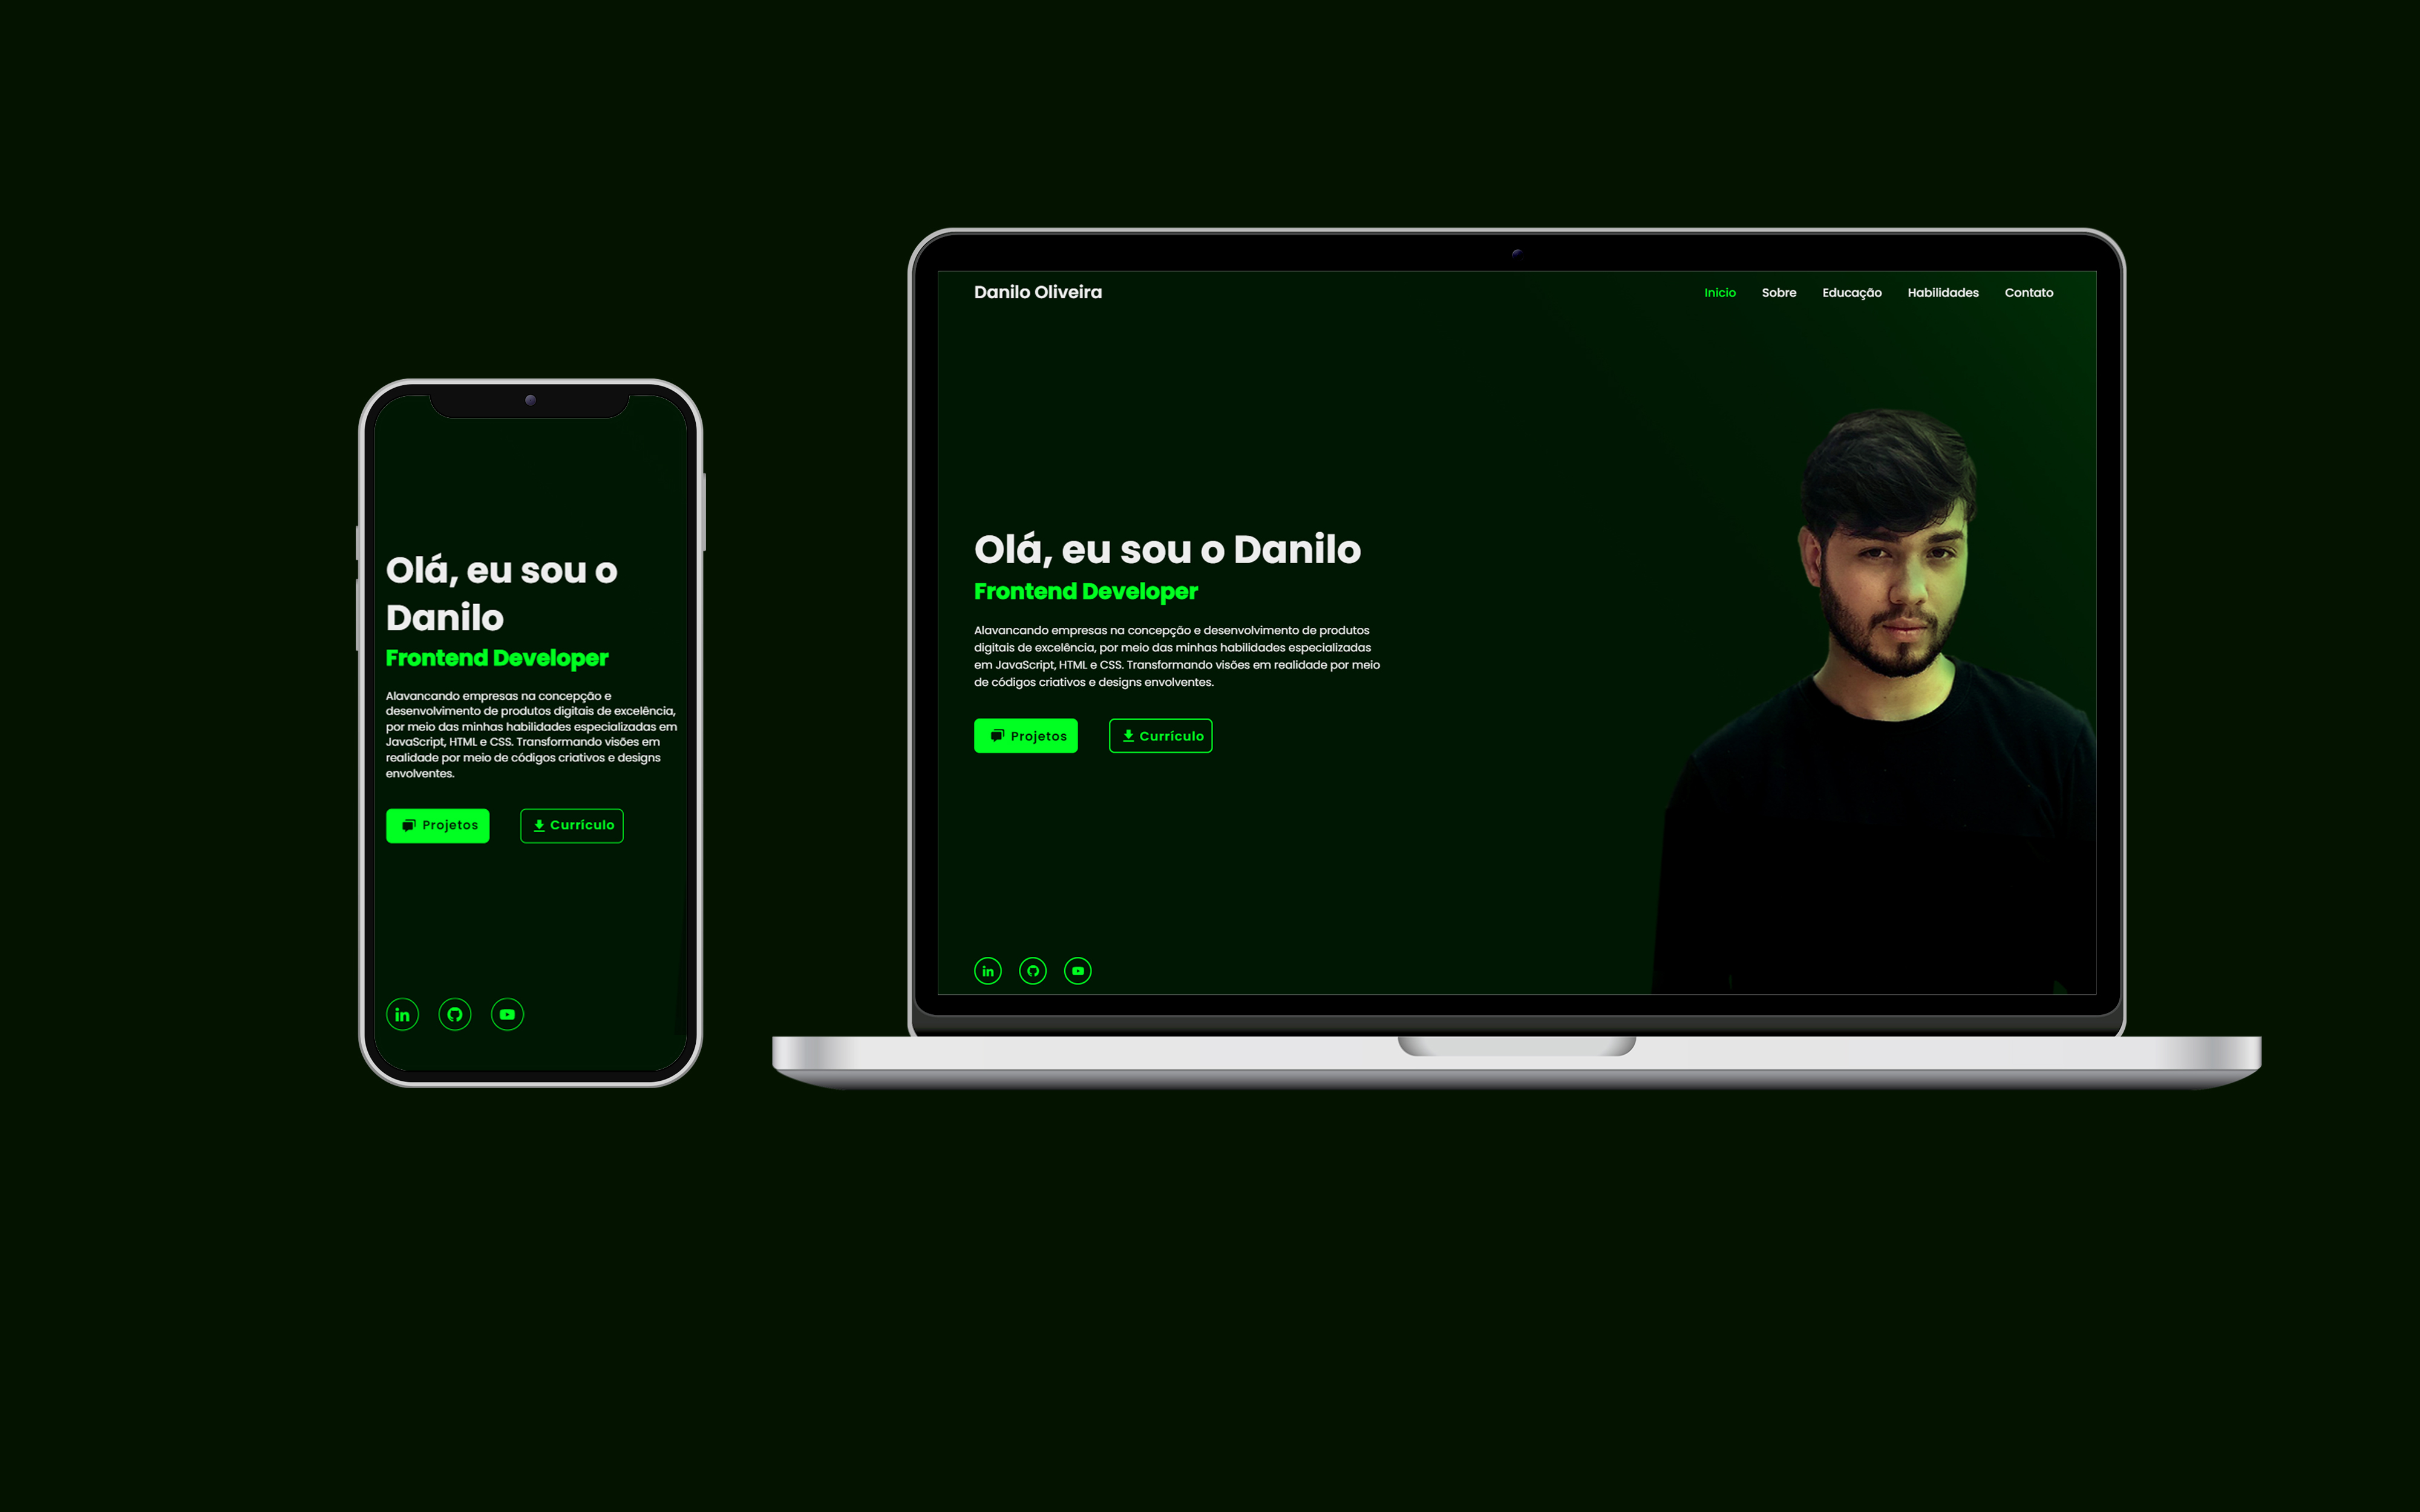 Olá, eu sou o
Danilo
Frontend Developer
Alavancando empresas na concepção e
desenvolvimento de produtos digitais de excelência,
por meio das minhas habilidades especializadas em
JavaScript, HTML e CSS. Transformando visões em
realidade por meio de códigos criativos e designs
envolventes.
Projetos
Currículo
in
Danilo Oliveira
Inicio Sobre Educação Habilidades Contato
Olá, eu sou o Danilo
Frontend Developer
Alavancando empresas na concepção e desenvolvimento de produtos
digitais de excelência, por meio das minhas habilidades especializadas
em JavaScript, HTML e CSS. Transformando visões em realidade por meio
de códigos criativos e designs envolventes.
Projetos
Currículo
in